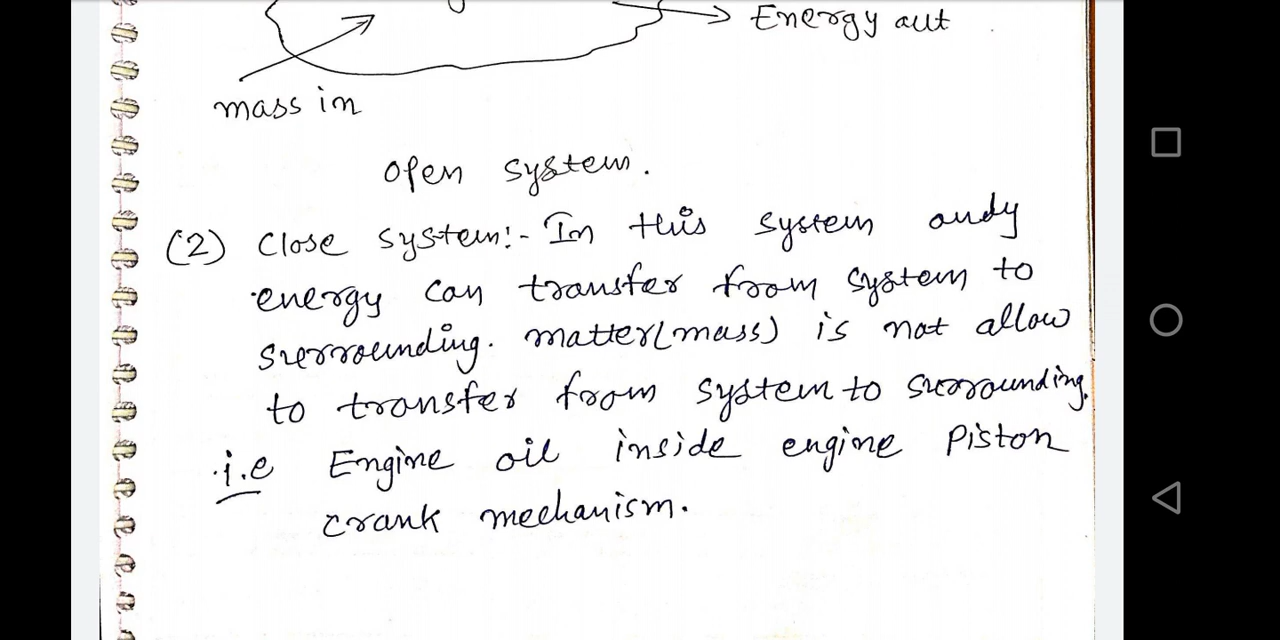 Energy out
mass in
open system.
(2) Close system:- In this system only
energy can transfer from system to
surrounding. matter(mass) is not allow
to transfer from system to surrounding.
i.e Engine oil inside engine Piston
crank mechanism.